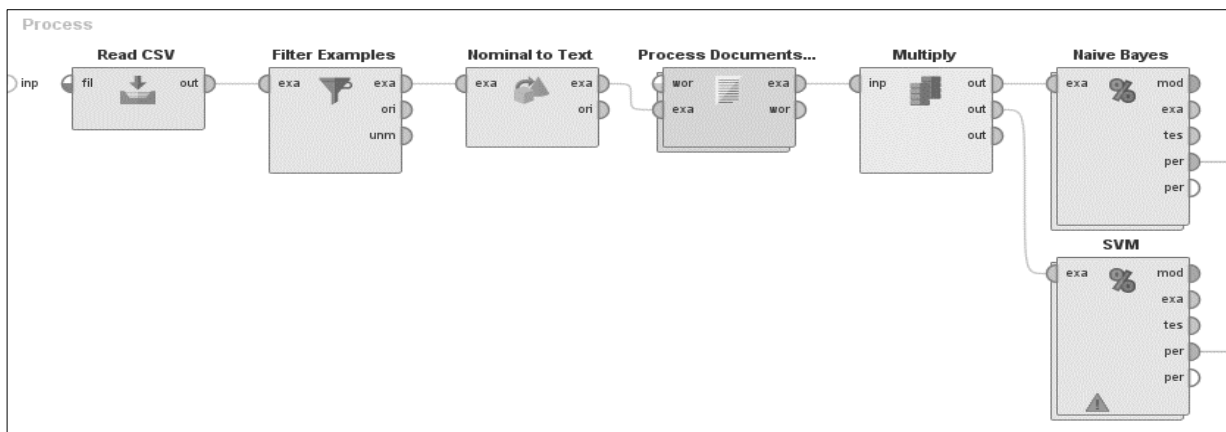 Process
Read CSV
Filter Examples
Nominal to Text
Process Documents...
Multiply
Naive Bayes
inp
fil
out
exa
exa
ori
unm
exa
exa
ori
wor
exa
exa
wor
inp
out
out
out
exa
mod
exa
tes
per
per
SVM
exa
mod
exa
tes
per
per